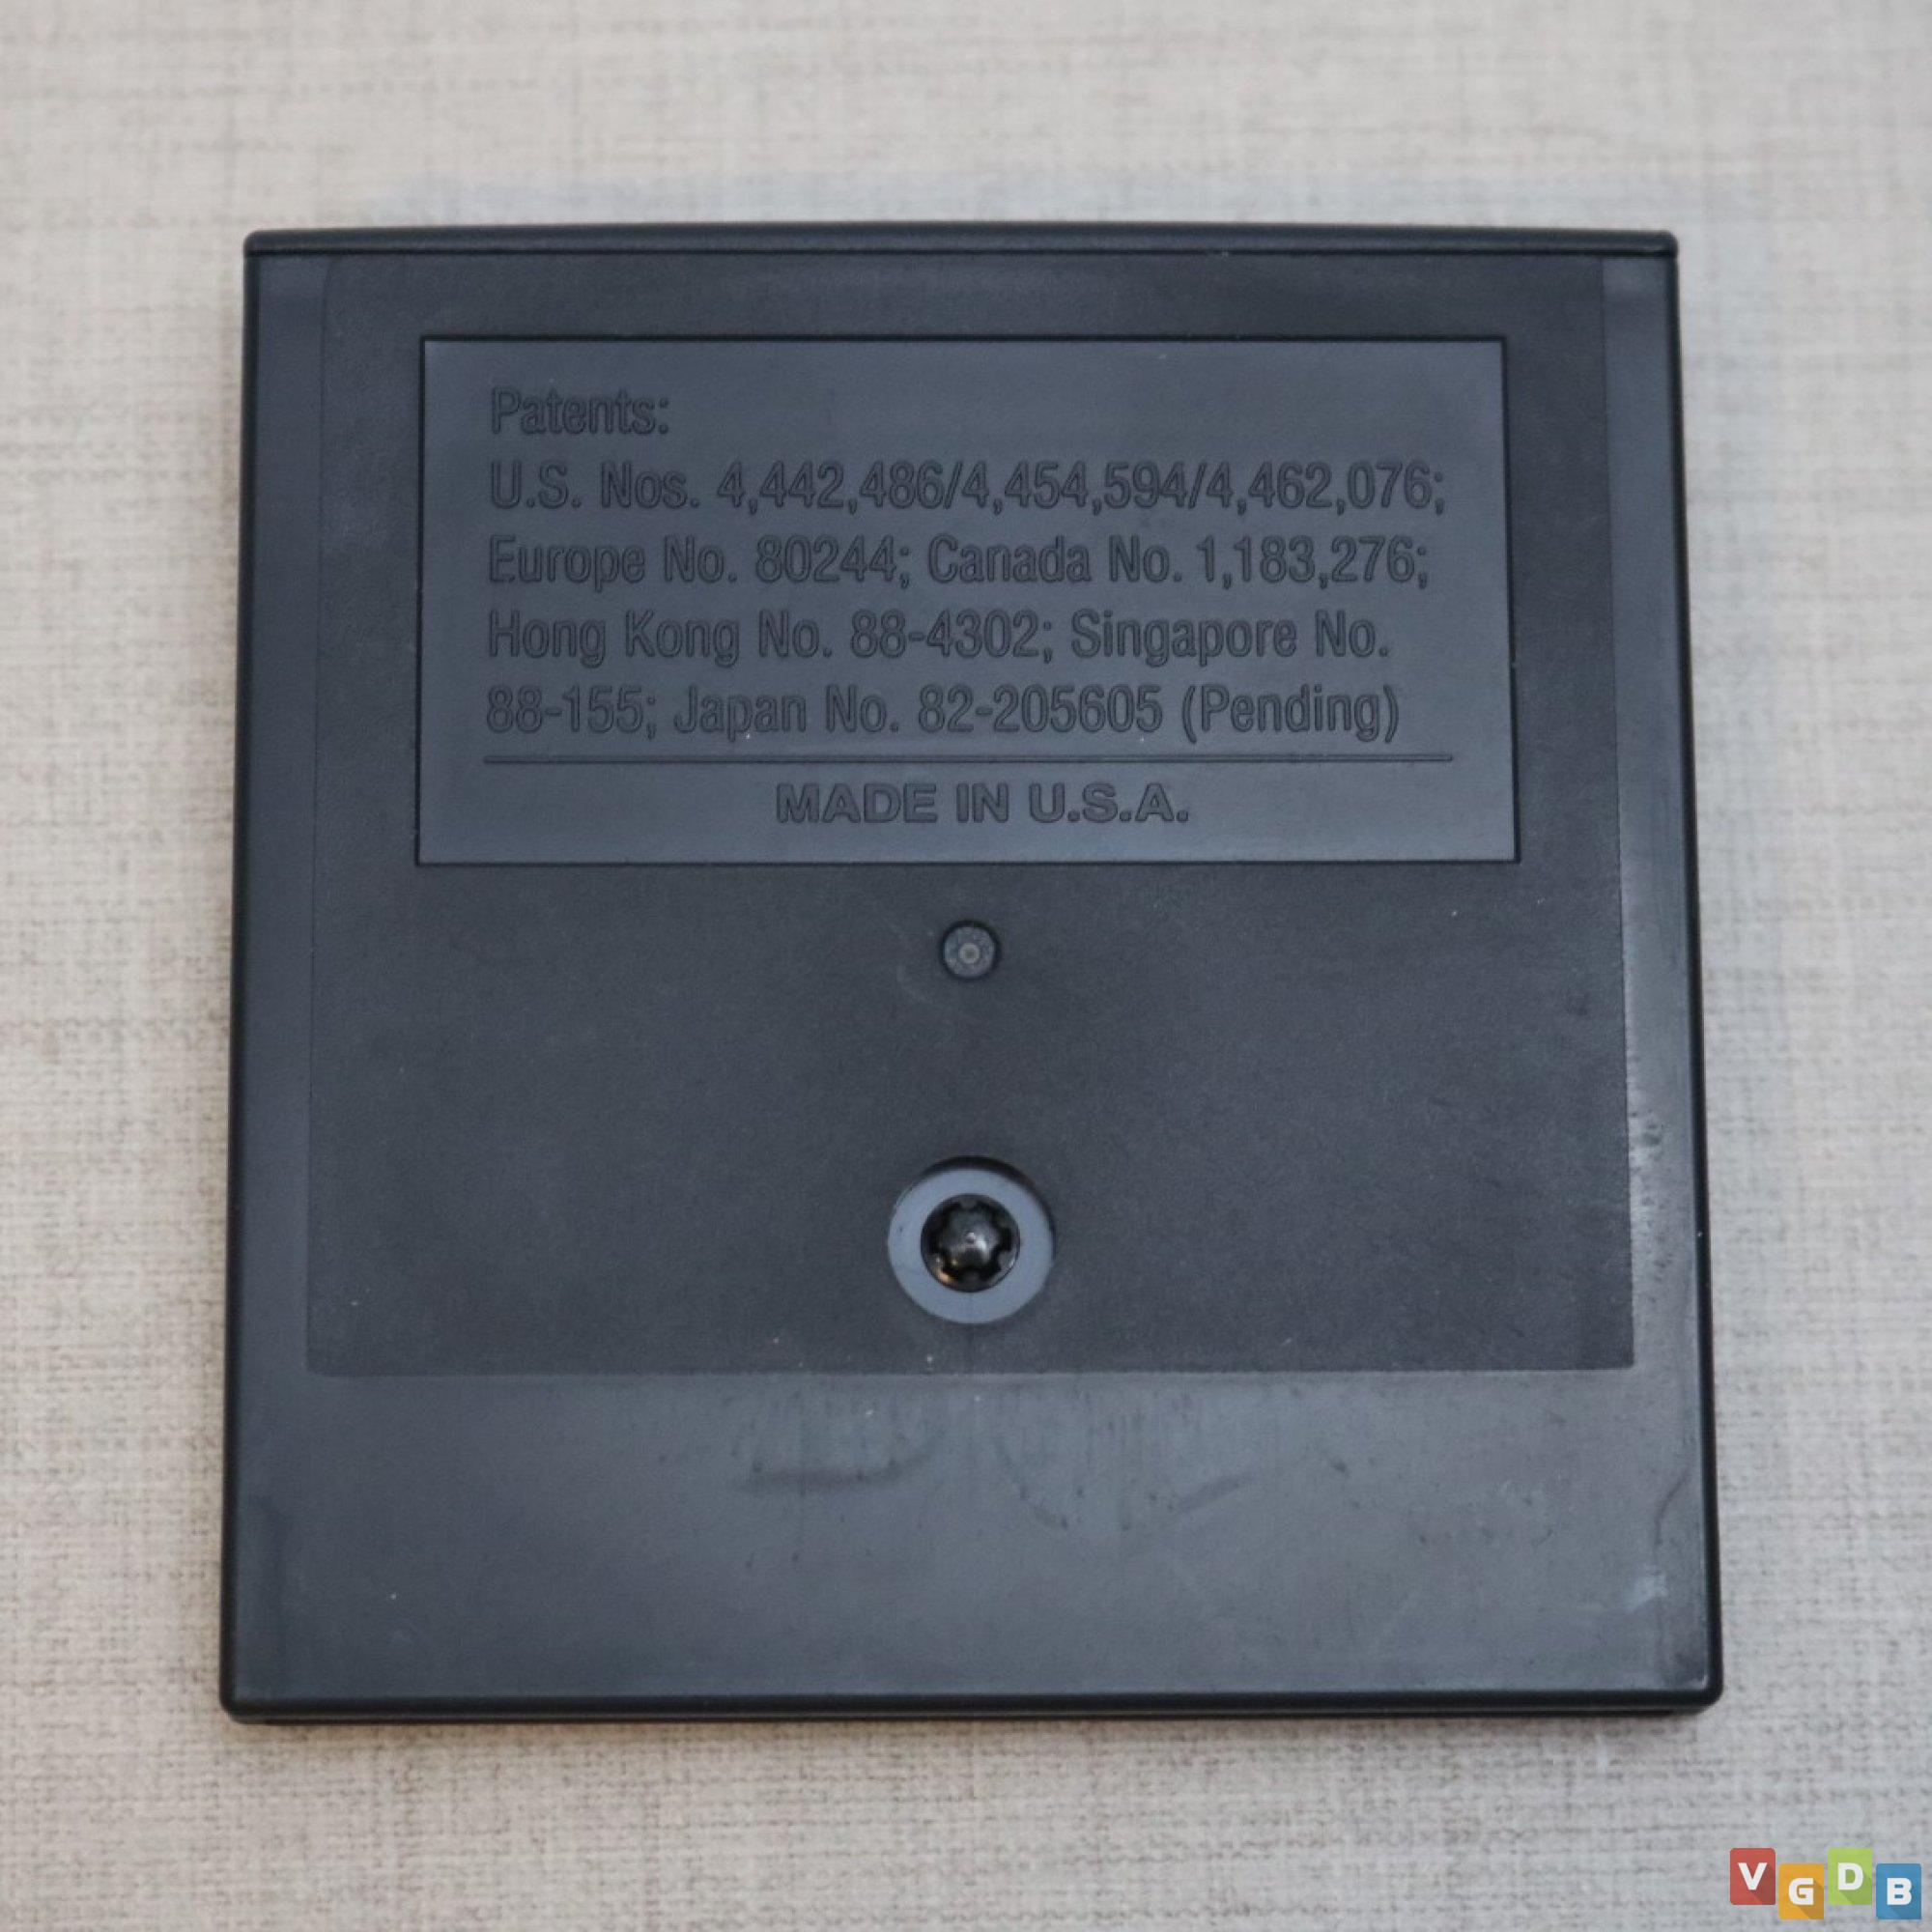 Patents:
U.S. Nos. 4,442,486/4,454,594/4,462,076;
Europe No. 80244; Canada No. 1,183,276;
Hong Kong No. 88-4302; Singapore No.
88-155; Japan No. 82-205605 (Pending)
MADE IN U.S.A.
VGDB